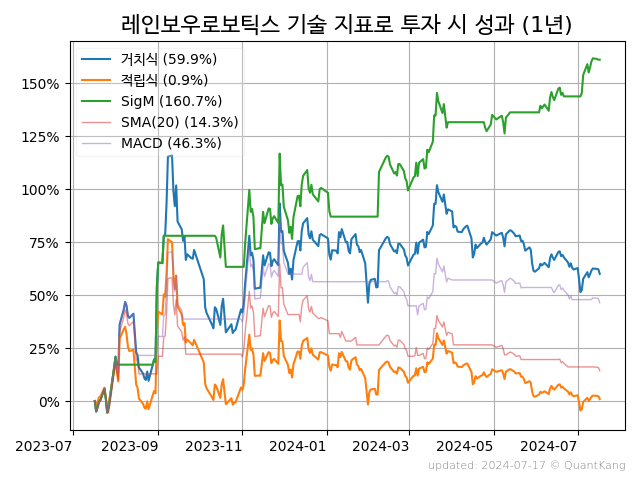 레인보우로보틱스 기술 지표로 투자 시 성과 (1년)
거치식 (59.9%)
적립식 (0.9%)
SigM (160.7%)
SMA(20) (14.3%)
MACD (46.3%)
150%
125%
100%
75%
50%
25%
0%
2023-07 2023-09 2023-11 2024-01 2024-03 2024-05 2024-07
updated: 2024-07-17 © QuantKang